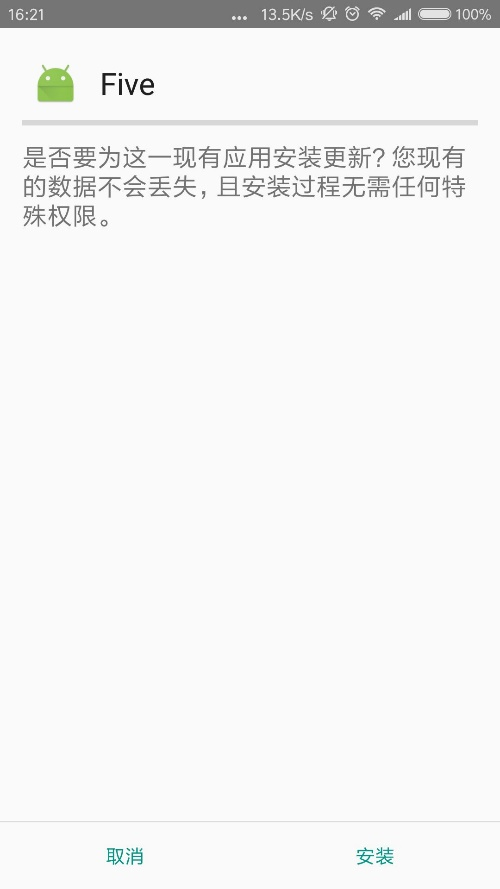 16:21 ... 13.5K/s 100%
Five
是否要为这一现有应用安装更新？您现有
的数据不会丢失，且安装过程无需任何特
殊权限。
取消 安装